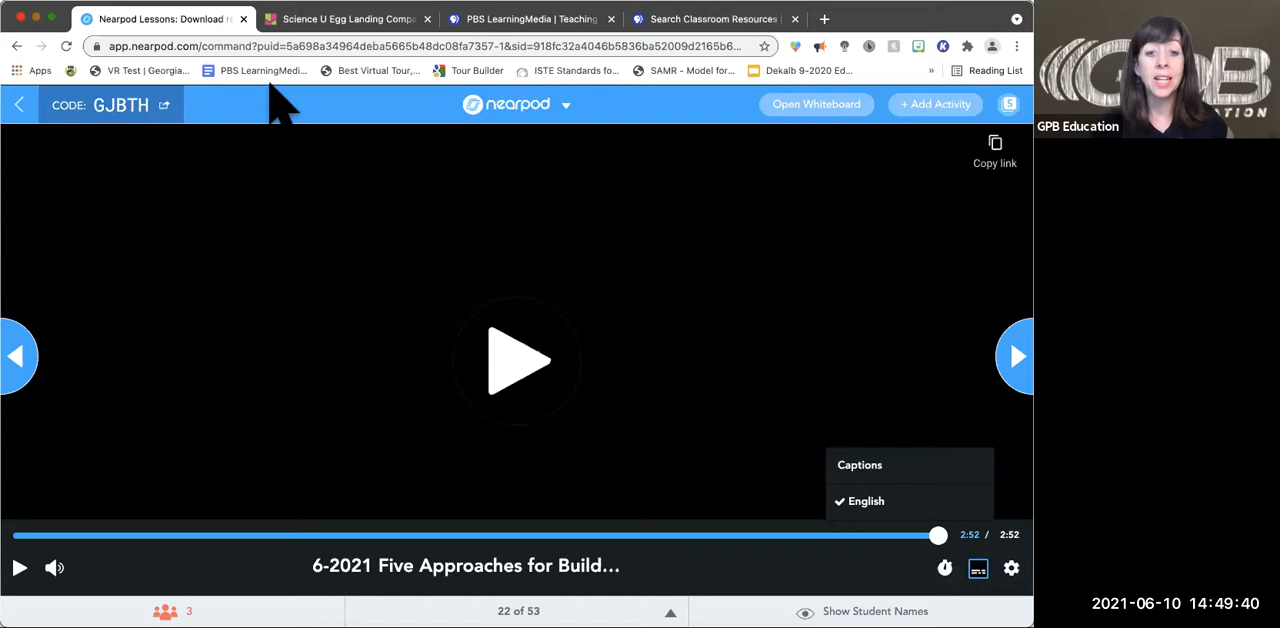 Nearpod Lessons: Download r
Science U Egg Landing Compa
PBS LearningMedia | Teaching
Search Classroom Resources |
app.nearpod.com/command?puid=5a698a34964deba5665b48dc08fa7357-1&sid=918fc32a4046b5836ba52009d2165b6...
Apps
VR Test | Georgia...
PBS LearningMedi...
Best Virtual Tour,...
Tour Builder
ISTE Standards fo...
SAMR - Model for...
Dekalb 9-2020 Ed...
»
Reading List
CODE: GJBTH
nearpod
Open Whiteboard
+ Add Activity
S
Copy link
GPB
GPB Education
Captions
English
2:52 / 2:52
6-2021 Five Approaches for Build...
3
22 of 53
Show Student Names
2021-06-10 14:49:40